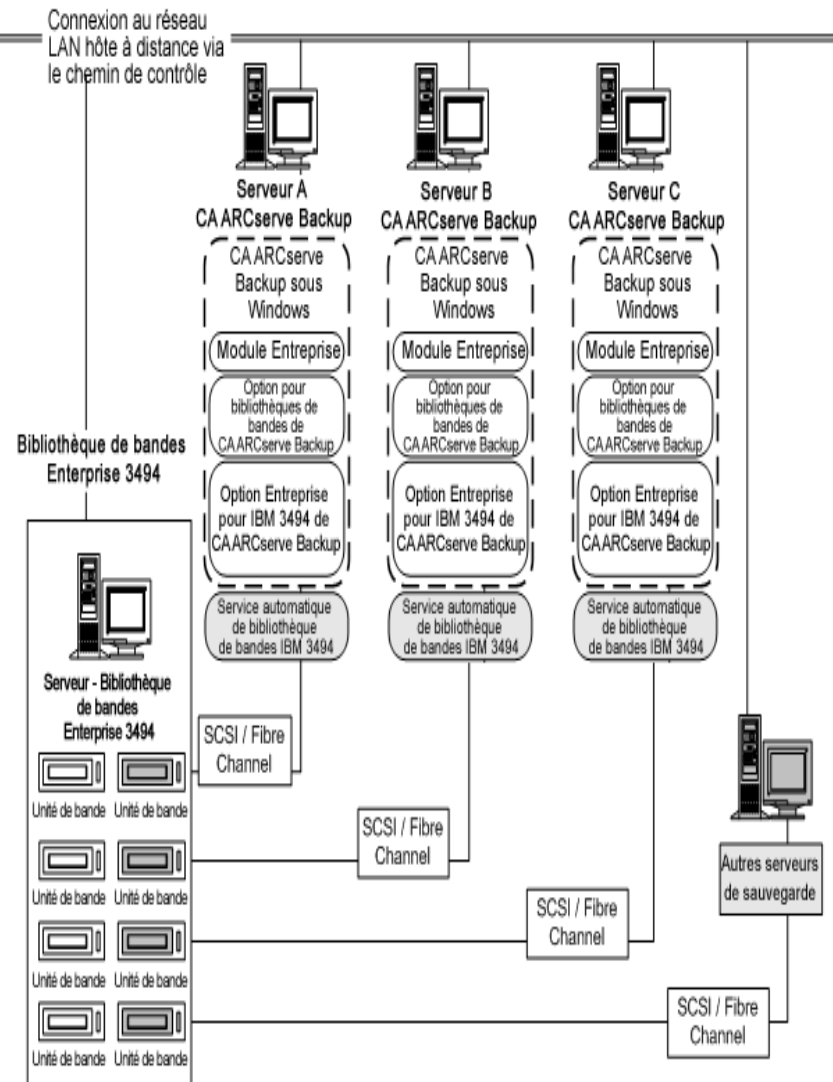 Connexion au réseau
LAN hôte à distance via
le chemin de contrôle
Serveur A
CA ARCserve Backup
CA ARCserve
Backup sous
Windows
Module Entreprise
Option pour
bibliothèques de
bandes de
CA ARCserve Backup
Option Entreprise
pour IBM 3494 de
CA ARCserve Backup
Service automatique
de bibliothèque
de bandes IBM 3494
Serveur B
CA ARCserve Backup
CA ARCserve
Backup sous
Windows
Module Entreprise
Option pour
bibliothèques de
bandes de
CA ARCserve Backup
Option Entreprise
pour IBM 3494 de
CA ARCserve Backup
Service automatique
de bibliothèque
de bandes IBM 3494
Serveur C
CA ARCserve Backup
CA ARCserve
Backup sous
Windows
Module Entreprise
Option pour
bibliothèques de
bandes de
CA ARCserve Backup
Option Entreprise
pour IBM 3494 de
CA ARCserve Backup
Service automatique
de bibliothèque
de bandes IBM 3494
Bibliothèque de bandes
Enterprise 3494
Serveur - Bibliothèque
de bandes
Enterprise 3494
Unité de bande Unité de bande
Unité de bande Unité de bande
Unité de bande Unité de bande
Unité de bande Unité de bande
SCSI / Fibre
Channel
SCSI / Fibre
Channel
SCSI / Fibre
Channel
SCSI / Fibre
Channel
Autres serveurs
de sauvegarde